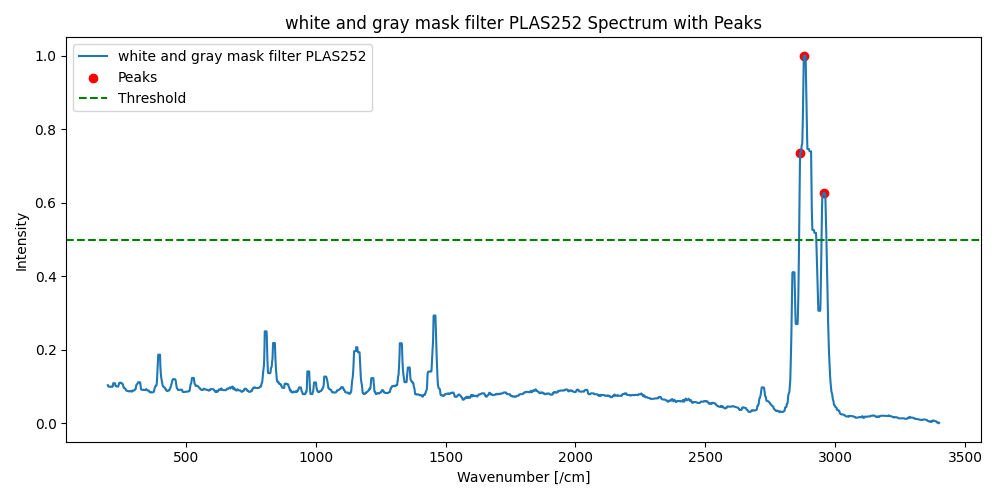 white and gray mask filter PLAS252 Spectrum with Peaks
white and gray mask filter PLAS252
Peaks
Threshold
1.0
0.8
0.6
0.4
0.2
0.0
Intensity
500
1000
1500
2000
2500
3000
3500
Wavenumber [/cm]